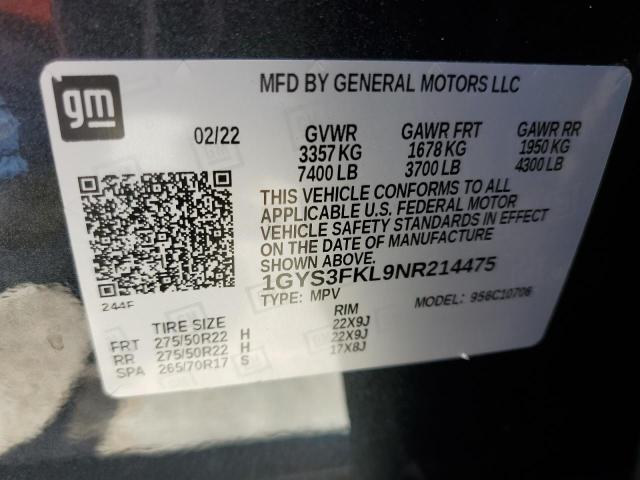 gm
MFD BY GENERAL MOTORS LLC
02/22 GVWR GAWR FRT GAWR RR
3357 KG 1678 KG 1950 KG
7400 LB 3700 LB 4300 LB
THIS VEHICLE CONFORMS TO ALL
APPLICABLE U.S. FEDERAL MOTOR
VEHICLE SAFETY STANDARDS IN EFFECT
ON THE DATE OF MANUFACTURE
SHOWN ABOVE.
1GYS3FKL9NR214475
244F TYPE: MPV MODEL: 956C10706
TIRE SIZE RIM
FRT 275/50R22 H 22X9J
RR 275/50R22 H 22X9J
SPA 265/70R17 S 17X8J